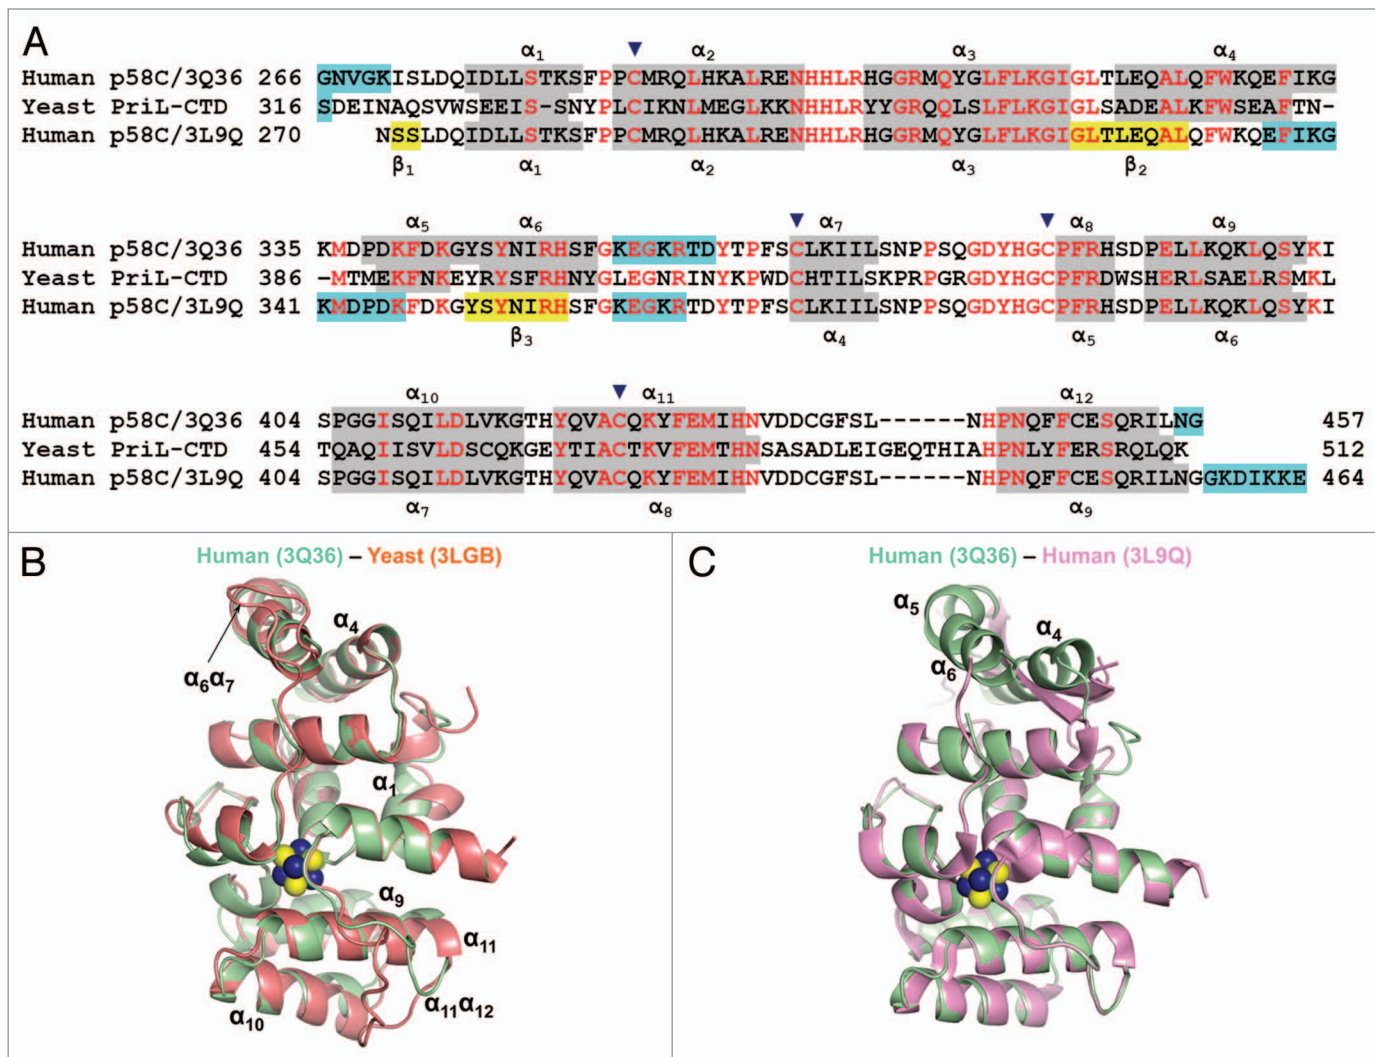 A
α1 α2 α3 α4
Human p58C/3Q36 266 GNVGKISLDQIDLLSTKSFPPCMRQLHKALRENHHLRHGGRMQYGLFLKGIGLTLEQALQFWKQEFIKG
Yeast PriL-CTD 316 SDEINAQSVWSEEIS-SNYPLCIKNLMEGLKKNHHLRYYGRQQLSLFLKGIGLSADEALKFWSEAFTN-
Human p58C/3L9Q 270 NSSLDQIDLLSTKSFPPCMRQLHKALRENHHLRHGGRMQYGLFLKGIGLTLEQALQFWKQEFIKG
β1 α1 α2 α3 β2
α5 α6 α7 α8 α9
Human p58C/3Q36 335 KMDPDKFDKGYSYNIRHSFGKEGKRTDYTPFSCLKIILSNPPSQGDYHGCPFRHSDPELLKQKLQSYKI
Yeast PriL-CTD 386 -MTNEKFNKEYRYSFRHNYGLEGNRINYKPWDCHTILSKPRPGRGDYHGCPFRDWSHERLSAELRSMKL
Human p58C/3L9Q 341 KMDPDKFDKGYSYNIRHSFGKEGKRTDYTPFSCLKIILSNPPSQGDYHGCPFRHSDPELLKQKLQSYKI
β3 α4 α5 α6
α10 α11 α12
Human p58C/3Q36 404 SPGGISQILDLVKGTHYQVACQKYFEMIHNVDDCGFSL------NHPNQFFCESQRILNG 457
Yeast PriL-CTD 454 TQAQIISVLDSCQKGEYTIACTKVFEMTHNSASADLEIGEQTHIAHPNLYFERSRQLQK 512
Human p58C/3L9Q 404 SPGGISQILDLVKGTHYQVACQKYFEMIHNVDDCGFSL------NHPNQFFCESQRILNGGKDIKKE 464
α7 α8 α9
B
Human (3Q36) – Yeast (3LGB)
α4
α6α7
α1
α9
α11
α11α12
α10
C
Human (3Q36) – Human (3L9Q)
α5
α4
α6